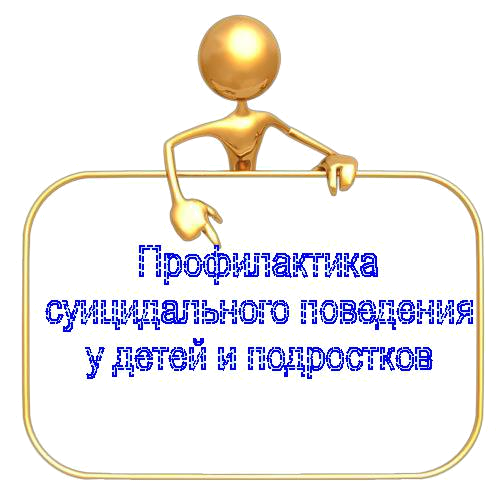 Профилактика
суицидального поведения
у детей и подростков